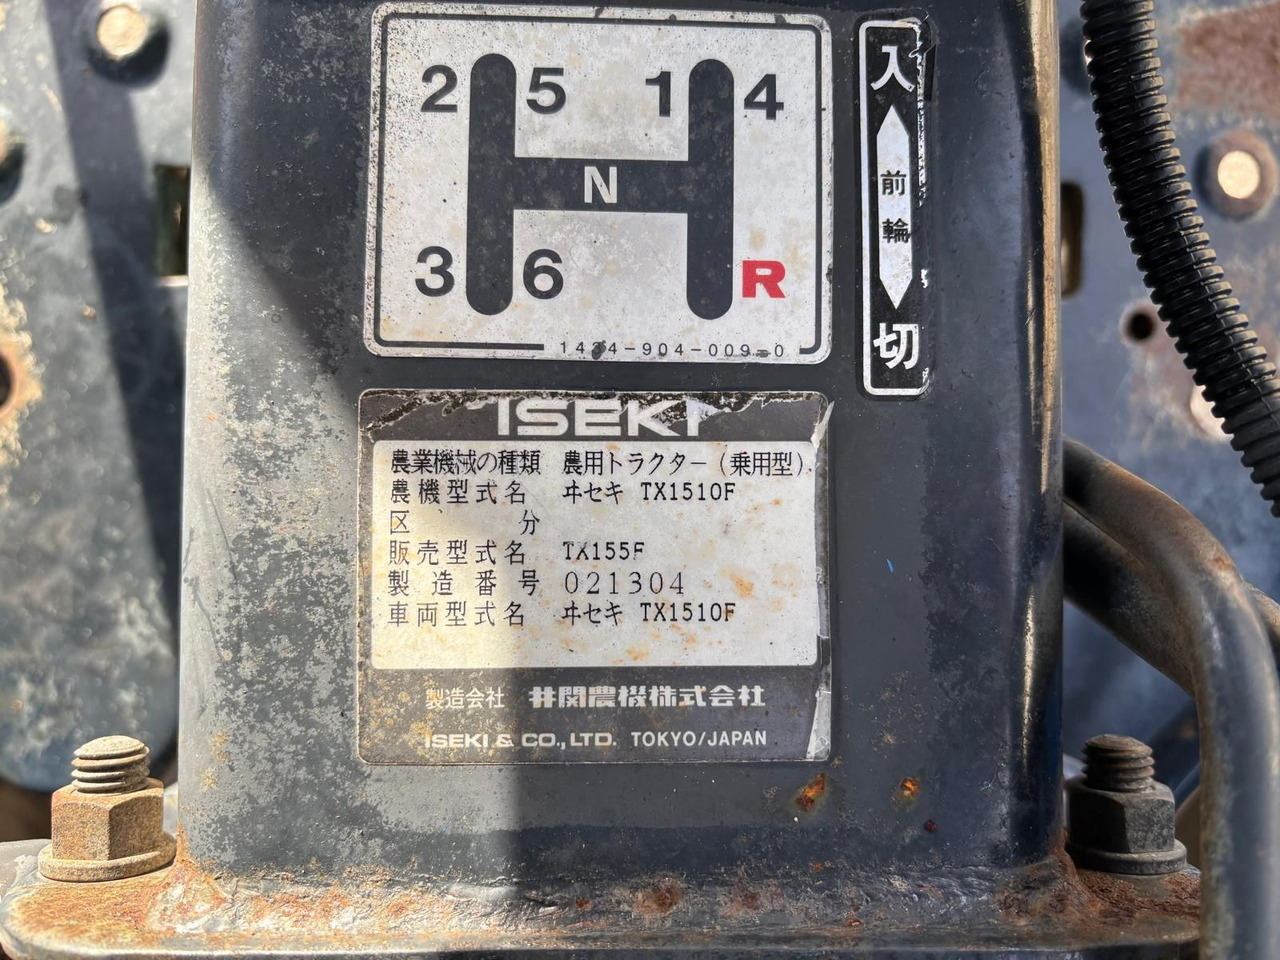 2 5 1 4
N
3 6 R
1434-904-009-0
入
前輪
切
ISEKI
農業機械の種類 農用トラクター(乗用型)
農機型式名 ヰセキ TX1510F
区分
販売型式名 TX155F
製造番号 021304
車両型式名 ヰセキ TX1510F
製造会社 井関農機株式会社
ISEKI & CO., LTD. TOKYO/JAPAN